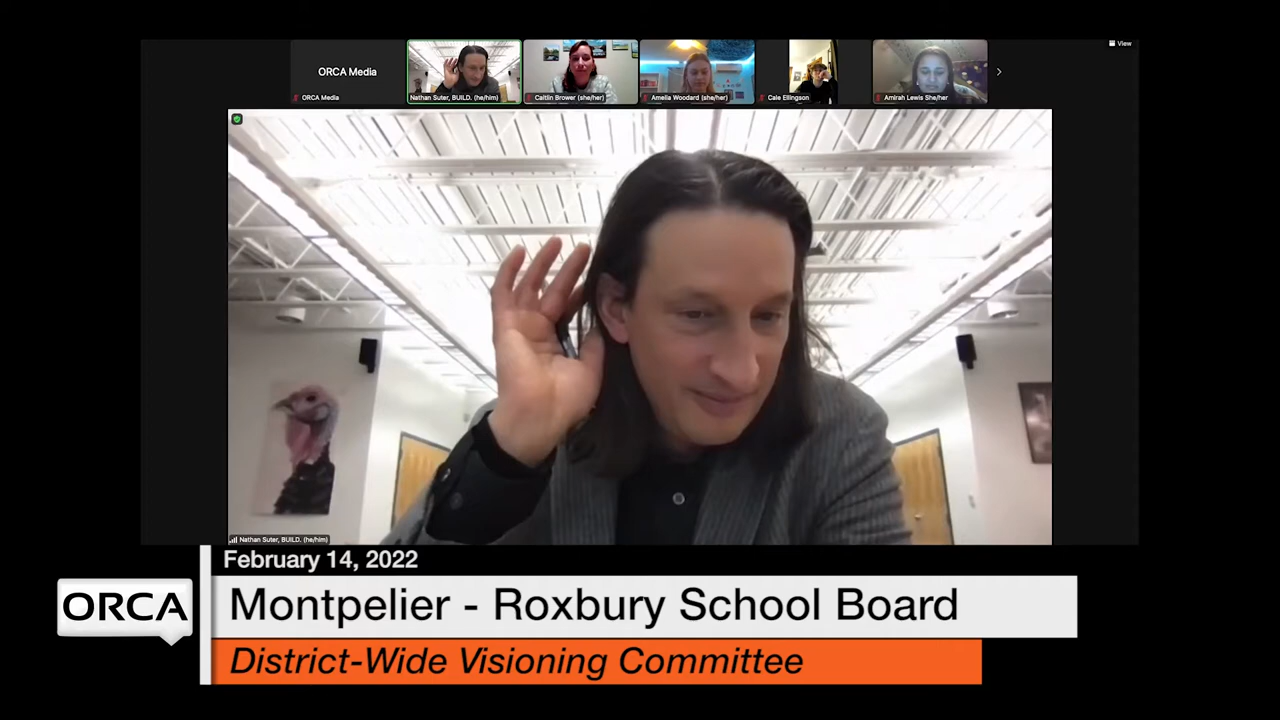 View
ORCA Media
ORCA Media
Nathan Suter, BUILD. (he/him)
Caitlin Brower (she/her)
Amelia Woodard (she/her)
Cale Ellingson
Amirah Lewis She/her
Nathan Suter, BUILD. (he/him)
February 14, 2022
ORCA
Montpelier - Roxbury School Board
District-Wide Visioning Committee